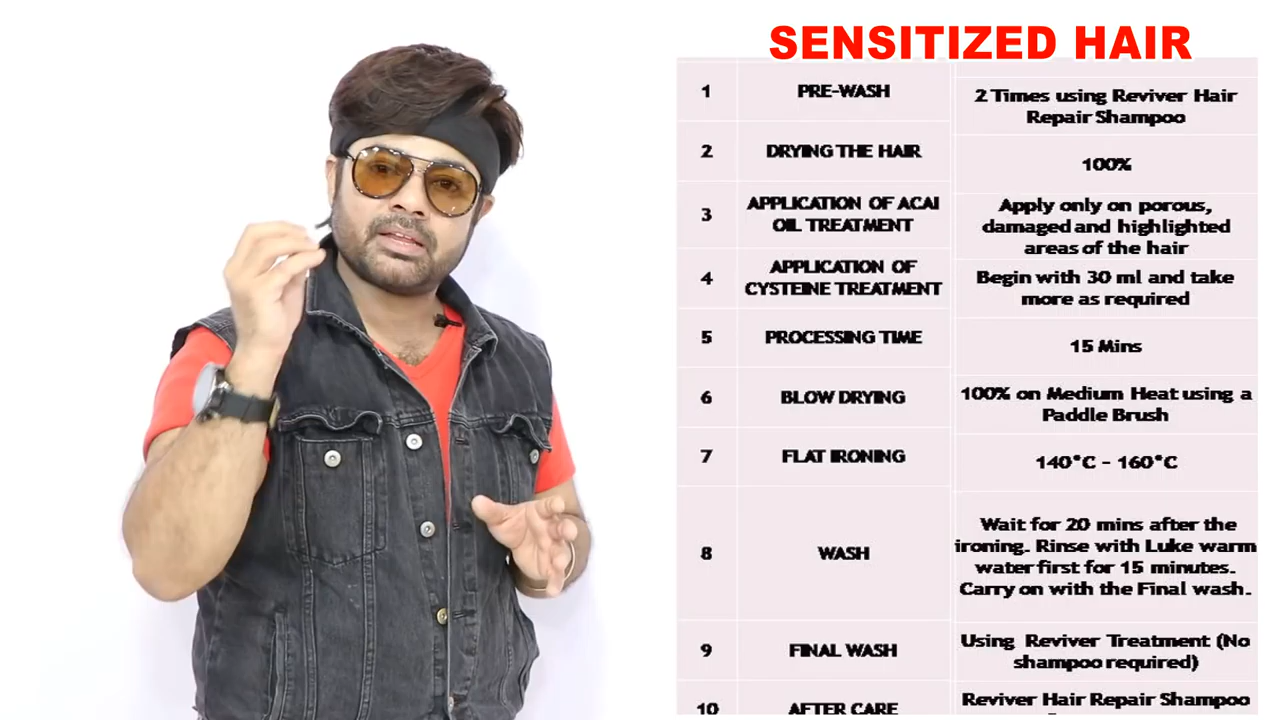 SENSITIZED HAIR
1
PRE-WASH
2 Times using Reviver Hair
Repair Shampoo
2
DRYING THE HAIR
100%
3
APPLICATION OF ACAI
OIL TREATMENT
Apply only on porous,
damaged and highlighted
areas of the hair
4
APPLICATION OF
CYSTEINE TREATMENT
Begin with 30 ml and take
more as required
5
PROCESSING TIME
15 Mins
6
BLOW DRYING
100% on Medium Heat using a
Paddle Brush
7
FLAT IRONING
140°C - 160°C
8
WASH
Wait for 20 mins after the
ironing. Rinse with Luke warm
water first for 15 minutes.
Carry on with the Final wash.
9
FINAL WASH
Using Reviver Treatment (No
shampoo required)
10
AFTER CARE
Reviver Hair Repair Shampoo